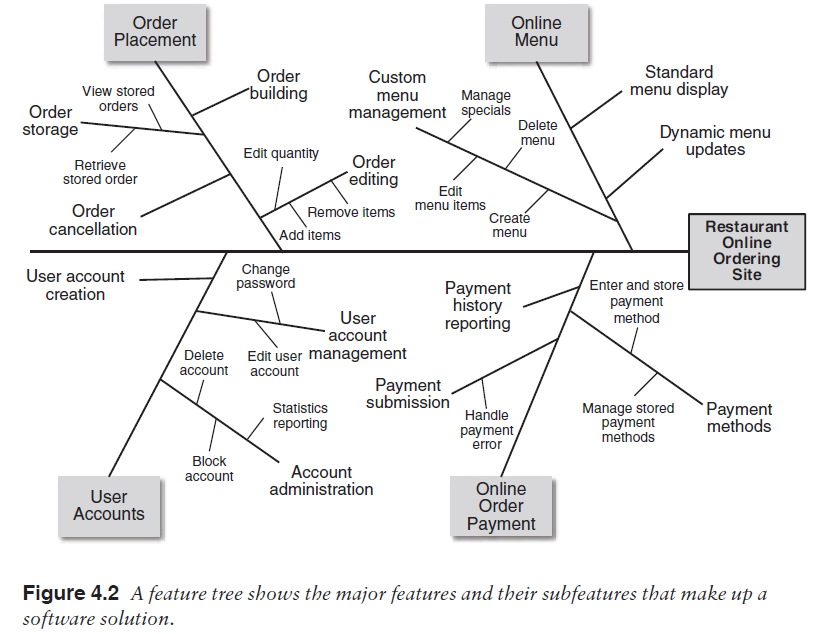 Order
Placement
Online
Menu
View stored
orders
Order
storage
Retrieve
stored order
Order
cancellation
Order
building
Edit quantity
Order
editing
Remove items
Add items
Custom
menu
management
Manage
specials
Delete
menu
Edit
menu items
Create
menu
Standard
menu display
Dynamic menu
updates
Restaurant
Online
Ordering
Site
User account
creation
Change
password
User
account
management
Edit user
account
Delete
account
Statistics
reporting
Block
account
Account
administration
User
Accounts
Payment
history
reporting
Enter and store
payment
method
Payment
submission
Handle
payment
error
Manage stored
payment
methods
Payment
methods
Online
Order
Payment
Figure 4.2 A feature tree shows the major features and their subfeatures that make up a
software solution.